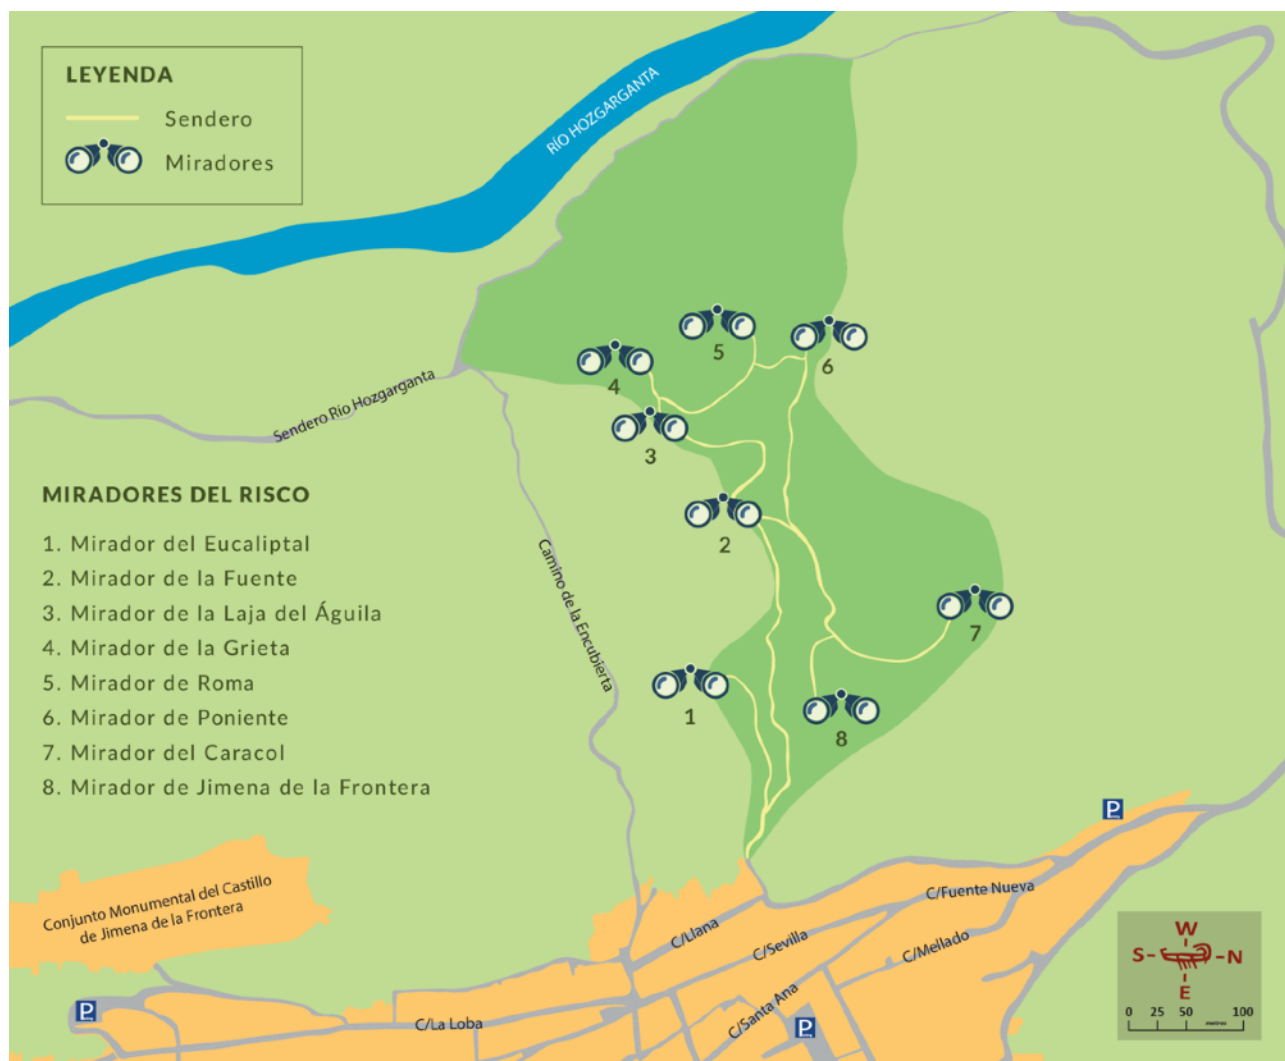 LEYENDA
Sendero
Miradores
RÍO HOZGARGANTA
5
6
4
3
Sendero Río Hozgarganta
2
MIRADORES DEL RISCO
1. Mirador del Eucaliptal
2. Mirador de la Fuente
3. Mirador de la Laja del Águila
4. Mirador de la Grieta
5. Mirador de Roma
6. Mirador de Poniente
7. Mirador del Caracol
8. Mirador de Jimena de la Frontera
Camino de la Encubierta
7
1
8
P
Conjunto Monumental del Castillo
de Jimena de la Frontera
C/Fuente Nueva
C/Llana
C/Sevilla
C/Mellado
C/Santa Ana
C/La Loba
P
P
W
S
N
E
0 25 50 100
metros